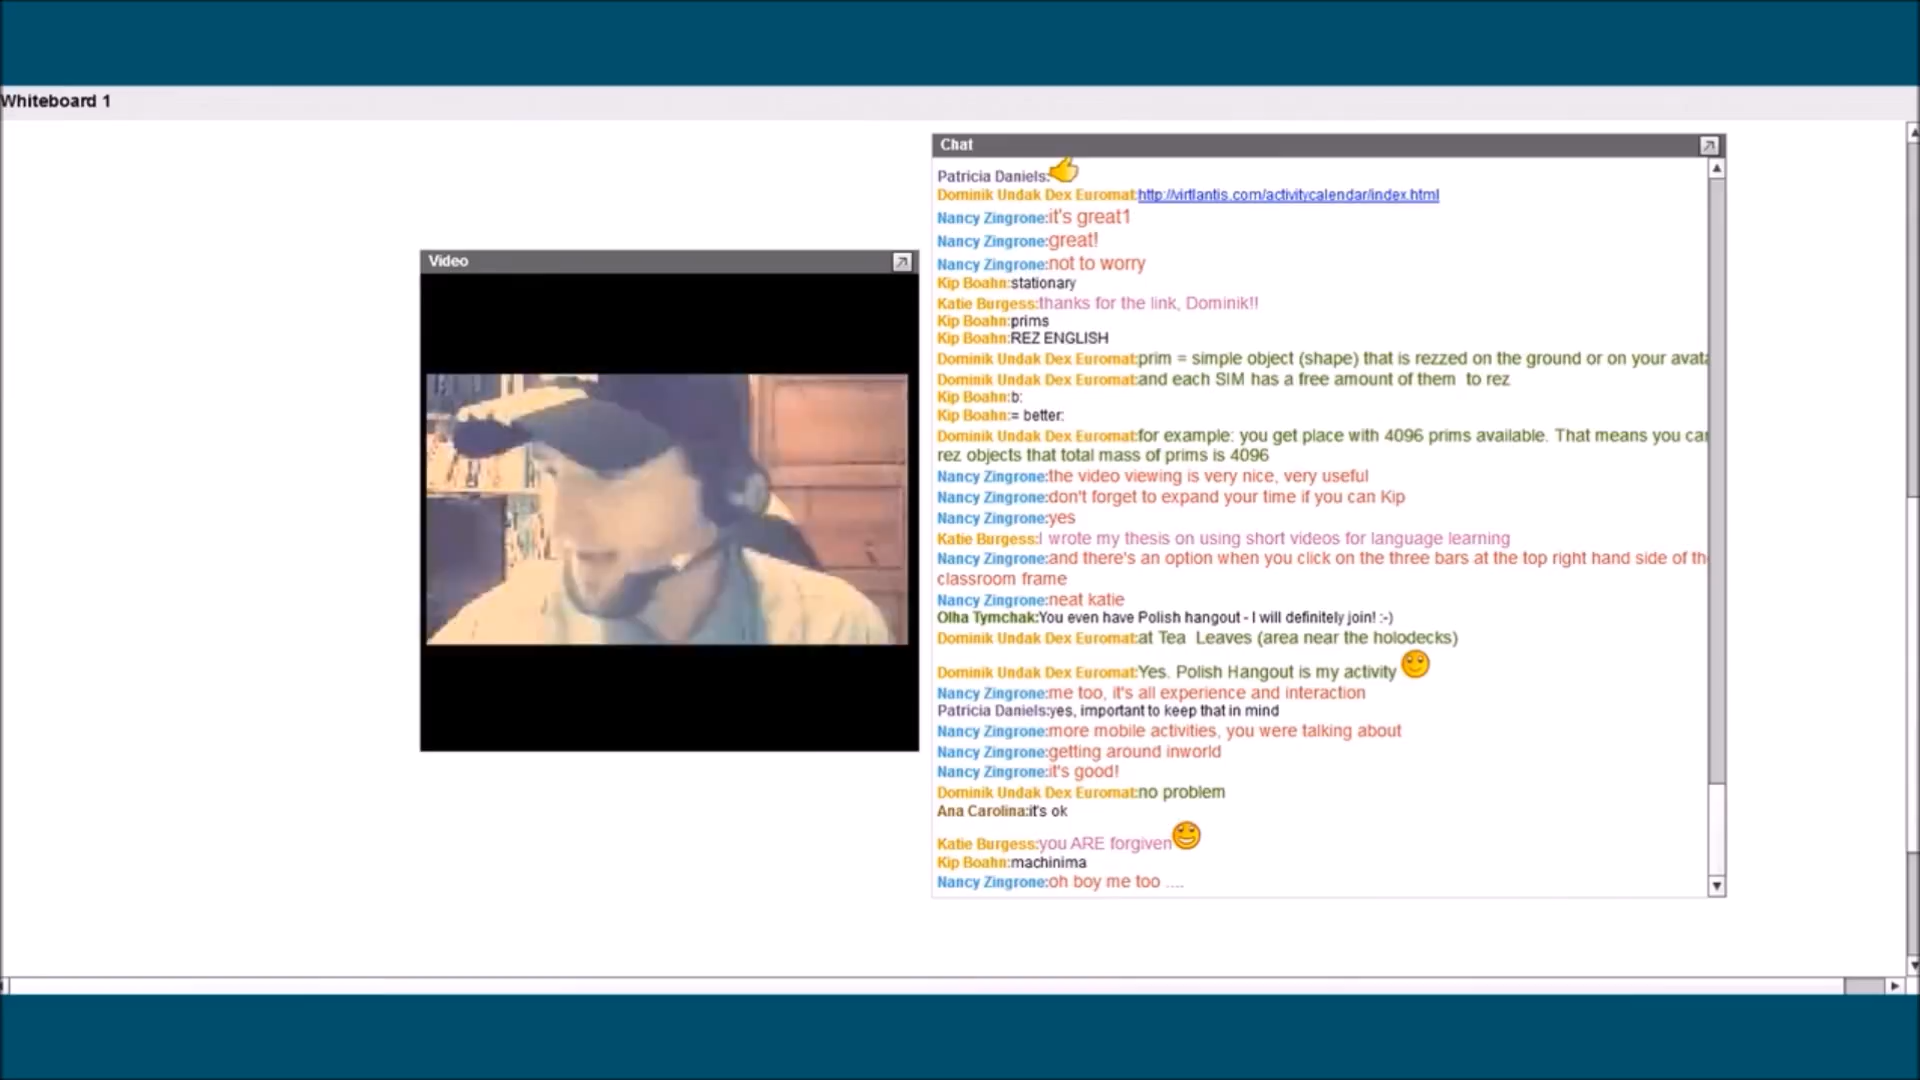 Whiteboard 1
Chat
Patricia Daniels:
Dominik Undak Dex Euromat:http://virtlantis.com/activitycalendar/index.html
Nancy Zingrone:it's great1
Nancy Zingrone:great!
Nancy Zingrone:not to worry
Kip Boahn:stationary
Katie Burgess:thanks for the link, Dominik!!
Kip Boahn:prims
Kip Boahn:REZ ENGLISH
Dominik Undak Dex Euromat:prim = simple object (shape) that is rezzed on the ground or on your avata
Dominik Undak Dex Euromat:and each SIM has a free amount of them to rez
Kip Boahn:b:
Kip Boahn:= better:
Dominik Undak Dex Euromat:for example: you get place with 4096 prims available. That means you can
rez objects that total mass of prims is 4096
Nancy Zingrone:the video viewing is very nice, very useful
Nancy Zingrone:don't forget to expand your time if you can Kip
Nancy Zingrone:yes
Katie Burgess:I wrote my thesis on using short videos for language learning
Nancy Zingrone:and there's an option when you click on the three bars at the top right hand side of th
classroom frame
Nancy Zingrone:neat katie
Olha Tymchak:You even have Polish hangout - I will definitely join! :-)
Dominik Undak Dex Euromat:at Tea Leaves (area near the holodecks)
Dominik Undak Dex Euromat:Yes. Polish Hangout is my activity
Nancy Zingrone:me too, it's all experience and interaction
Patricia Daniels:yes, important to keep that in mind
Nancy Zingrone:more mobile activities, you were talking about
Nancy Zingrone:getting around inworld
Nancy Zingrone:it's good!
Dominik Undak Dex Euromat:no problem
Ana Carolina:it's ok
Katie Burgess:you ARE forgiven
Kip Boahn:machinima
Nancy Zingrone:oh boy me too ....
Video